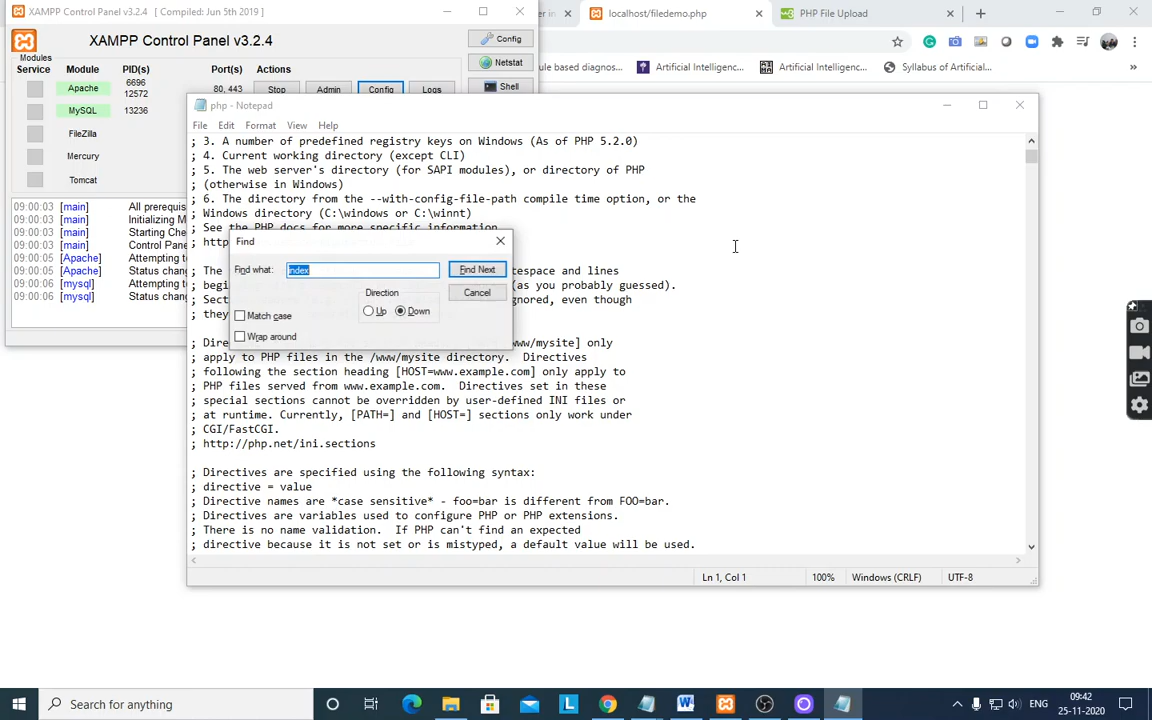 XAMPP Control Panel v3.2.4 [ Compiled: Jun 5th 2019 ]
localhost/filedemo.php
PHP File Upload
XAMPP Control Panel v3.2.4
Config
Modules
Service
Module
PID(s)
Port(s)
Actions
Netstat
Apache
6696
12572
80, 443
Stop
Admin
Config
Logs
Shell
MySQL
13236
FileZilla
Mercury
Tomcat
ule based diagnos...
Artificial Intelligenc...
Artificial Intelligenc...
Syllabus of Artificial...
»
09:00:03 [main] All prerequis
09:00:03 [main] Initializing M
09:00:03 [main] Starting Che
09:00:03 [main] Control Pane
09:00:05 [Apache] Attempting to
09:00:05 [Apache] Status chang
09:00:06 [mysql] Attempting to
09:00:06 [mysql] Status chang
php - Notepad
File Edit Format View Help
; 3. A number of predefined registry keys on Windows (As of PHP 5.2.0)
; 4. Current working directory (except CLI)
; 5. The web server's directory (for SAPI modules), or directory of PHP
; (otherwise in Windows)
; 6. The directory from the --with-config-file-path compile time option, or the
; Windows directory (C:\windows or C:\winnt)
; See the PHP docs for more specific information.
; http
; The tespace and lines
; beg (as you probably guessed).
; Sec gnored, even though
; they
; Dire www/mysite] only
; apply to PHP files in the /www/mysite directory. Directives
; following the section heading [HOST=www.example.com] only apply to
; PHP files served from www.example.com. Directives set in these
; special sections cannot be overridden by user-defined INI files or
; at runtime. Currently, [PATH=] and [HOST=] sections only work under
; CGI/FastCGI.
; http://php.net/ini.sections
; Directives are specified using the following syntax:
; directive = value
; Directive names are *case sensitive* - foo=bar is different from FOO=bar.
; Directives are variables used to configure PHP or PHP extensions.
; There is no name validation. If PHP can't find an expected
; directive because it is not set or is mistyped, a default value will be used.
Find
Find what:
index
Find Next
Cancel
Direction
Up
Down
Match case
Wrap around
Ln 1, Col 1
100%
Windows (CRLF)
UTF-8
Search for anything
ENG
09:42
25-11-2020